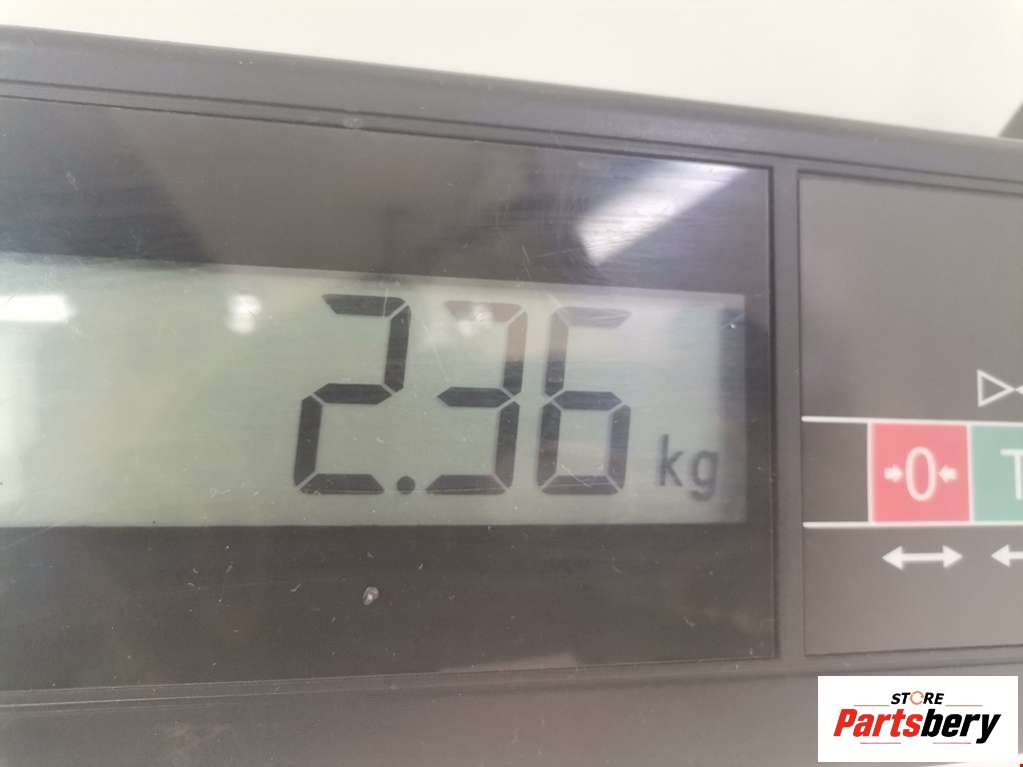 2.36 kg
0 T
STORE
Partsbery